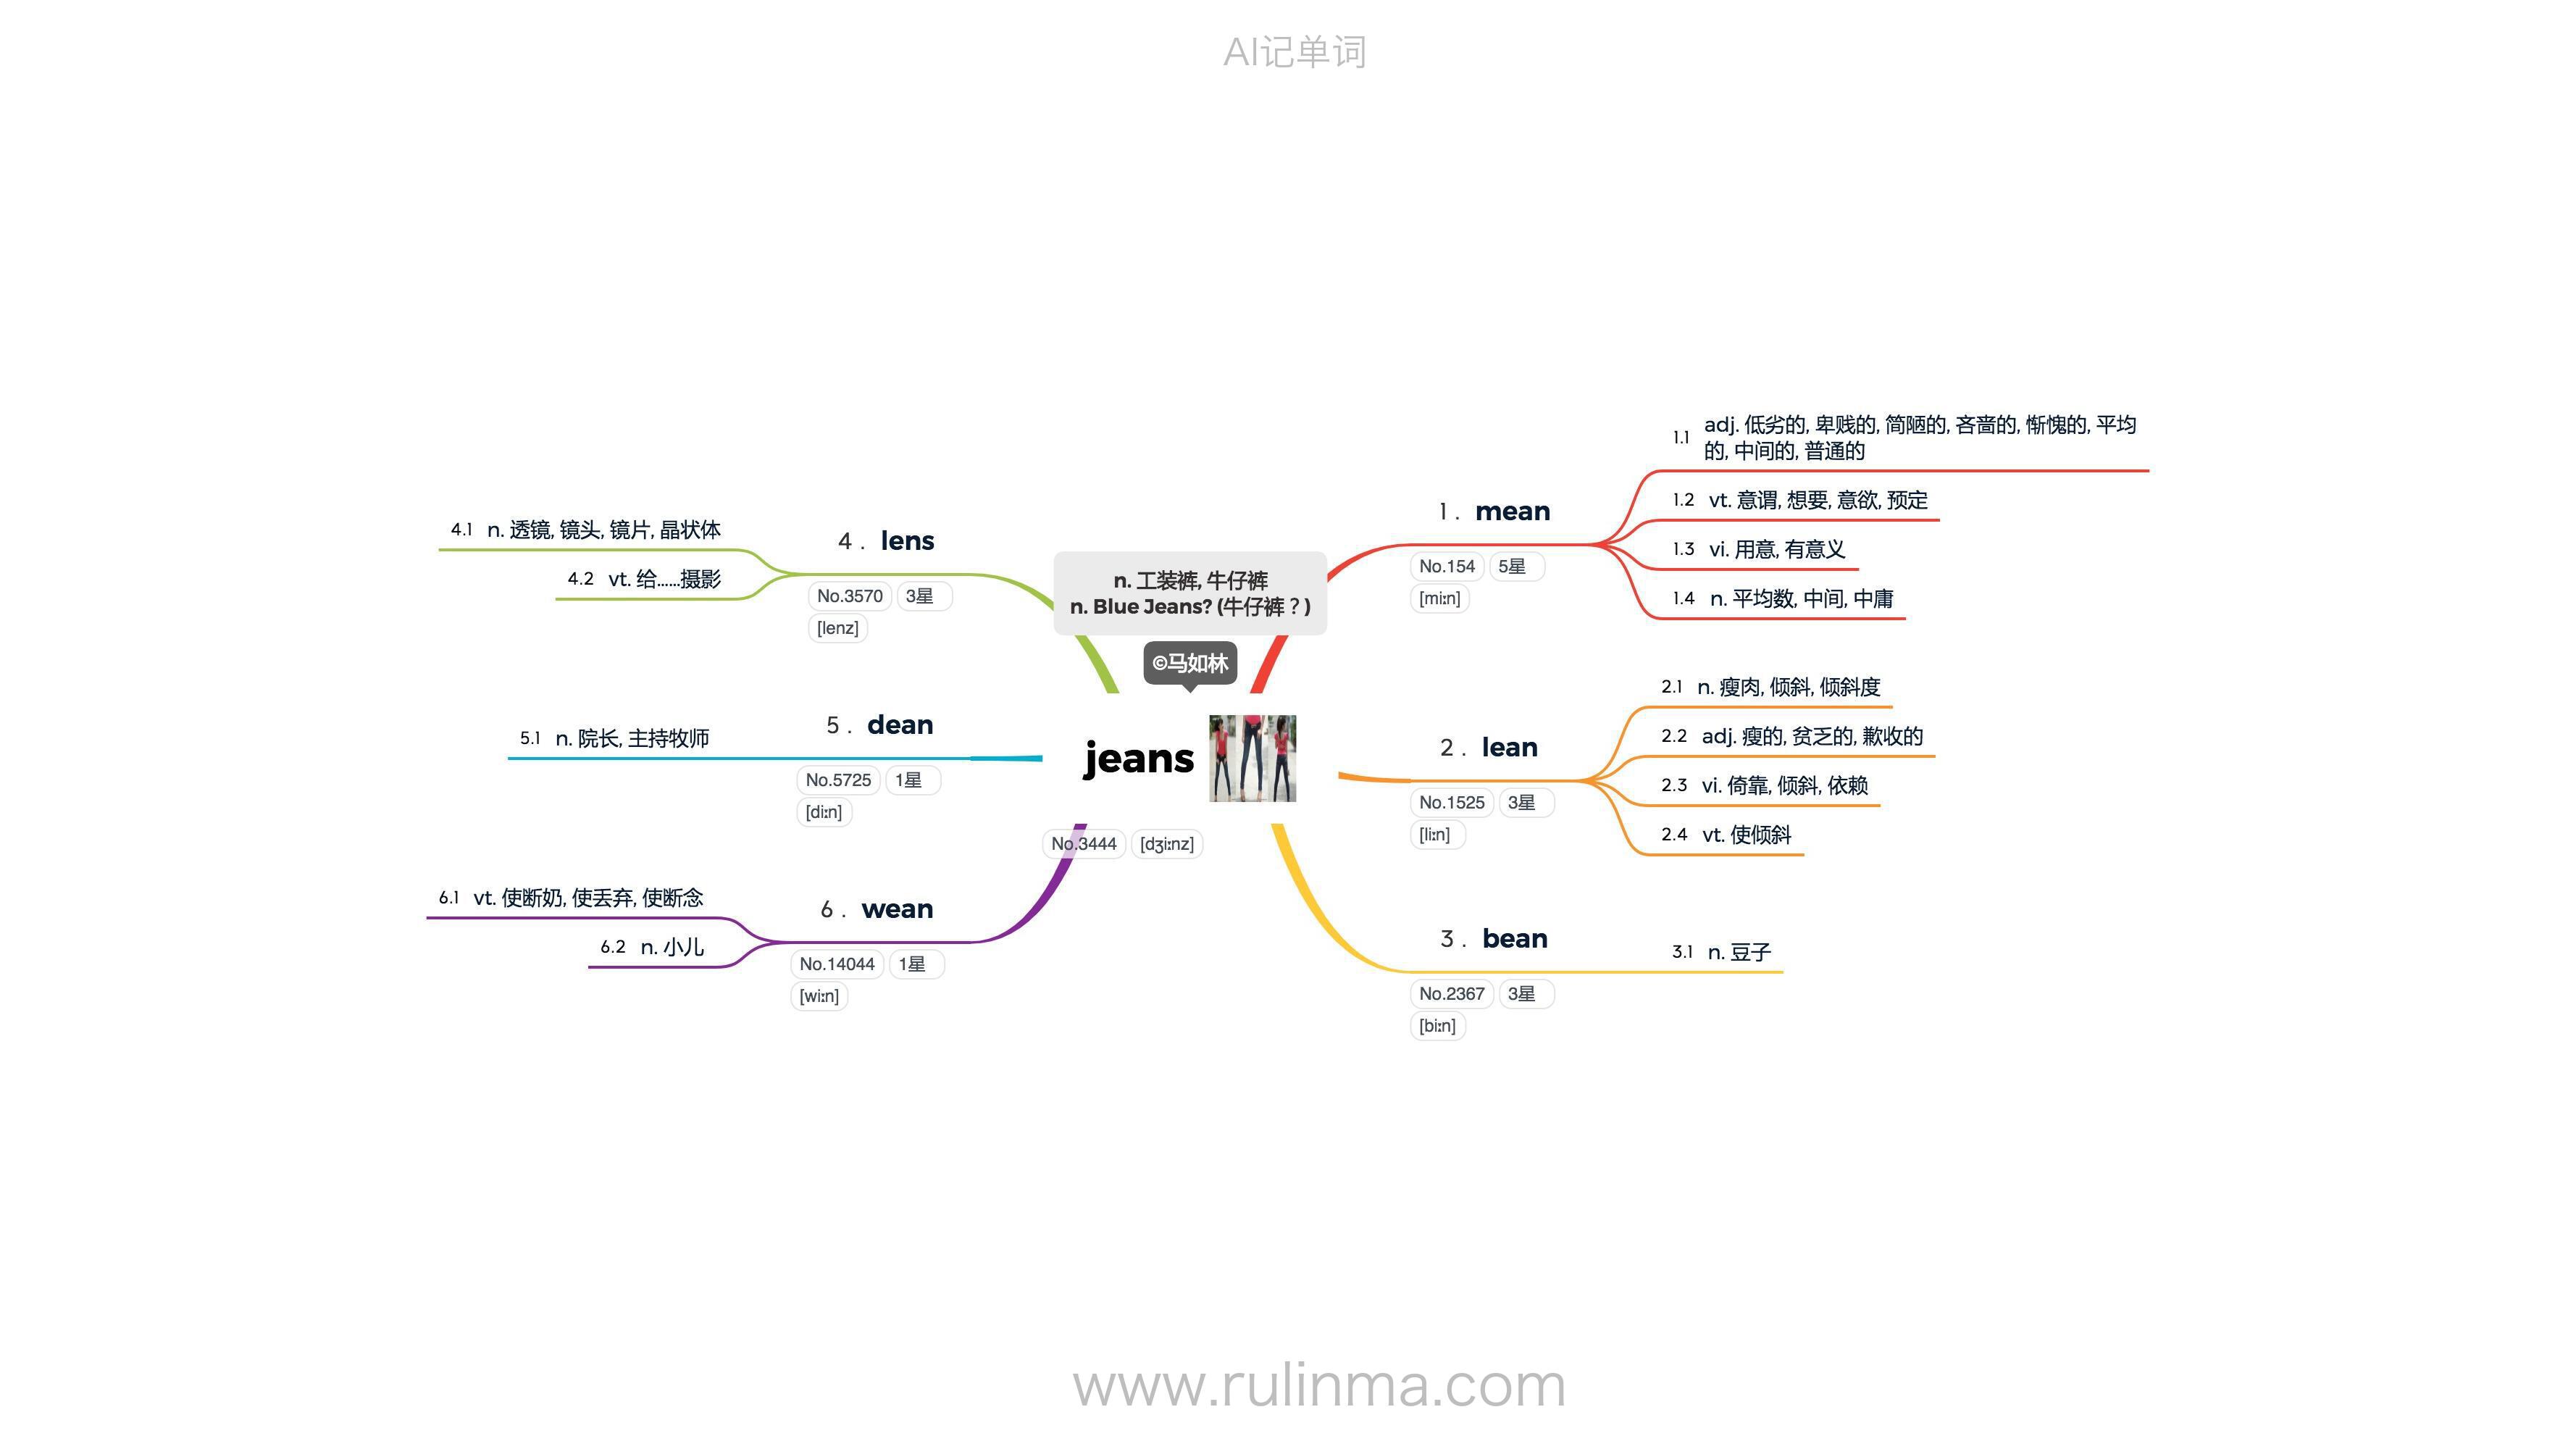 AI记单词
n. 工装裤, 牛仔裤
n. Blue Jeans? (牛仔裤？)
©马如林
jeans
No.3444 [dʒi:nz]
1. mean
No.154 5星
[mi:n]
1.1 adj. 低劣的, 卑贱的, 简陋的, 吝啬的, 惭愧的, 平均
的, 中间的, 普通的
1.2 vt. 意谓, 想要, 意欲, 预定
1.3 vi. 用意, 有意义
1.4 n. 平均数, 中间, 中庸
2. lean
No.1525 3星
[li:n]
2.1 n. 瘦肉, 倾斜, 倾斜度
2.2 adj. 瘦的, 贫乏的, 歉收的
2.3 vi. 倚靠, 倾斜, 依赖
2.4 vt. 使倾斜
3. bean
No.2367 3星
[bi:n]
3.1 n. 豆子
4. lens
No.3570 3星
[lenz]
4.1 n. 透镜, 镜头, 镜片, 晶状体
4.2 vt. 给......摄影
5. dean
No.5725 1星
[di:n]
5.1 n. 院长, 主持牧师
6. wean
No.14044 1星
[wi:n]
6.1 vt. 使断奶, 使丢弃, 使断念
6.2 n. 小儿
www.rulinma.com